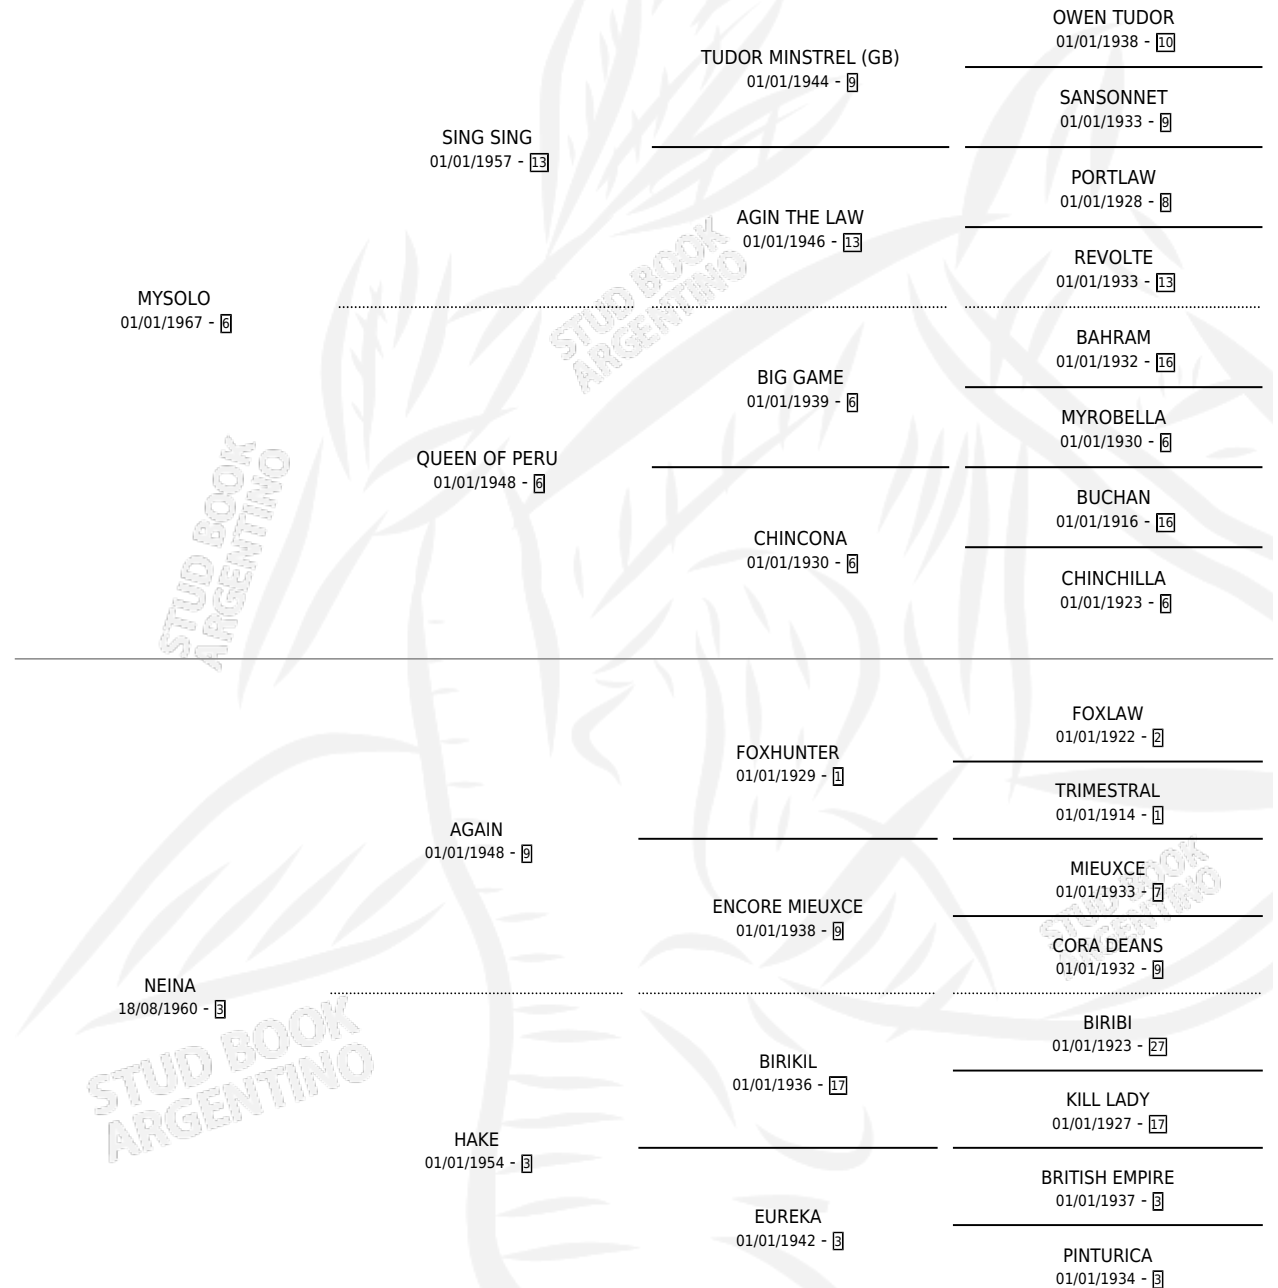 OWEN TUDOR
01/01/1938 - 10
TUDOR MINSTREL (GB)
01/01/1944 - 9
SANSONNET
01/01/1933 - 9
SING SING
01/01/1957 - 13
PORTLAW
01/01/1928 - 8
AGIN THE LAW
01/01/1946 - 13
REVOLTE
01/01/1933 - 13
STUD BOOK
ARGENTINO
MYSOLO
01/01/1967 - 6
BAHRAM
01/01/1932 - 16
BIG GAME
01/01/1939 - 6
MYROBELLA
01/01/1930 - 6
QUEEN OF PERU
01/01/1948 - 6
BUCHAN
01/01/1916 - 16
CHINCONA
01/01/1930 - 6
CHINCHILLA
01/01/1923 - 6
STUD BOOK
ARGENTINO
FOXLAW
01/01/1922 - 2
FOXHUNTER
01/01/1929 - 1
TRIMESTRAL
01/01/1914 - 1
AGAIN
01/01/1948 - 9
MIEUXCE
01/01/1933 - 7
STUD BOOK
ARGENTINO
ENCORE MIEUXCE
01/01/1938 - 9
CORA DEANS
01/01/1932 - 9
NEINA
18/08/1960 - 3
BIRIBI
01/01/1923 - 27
BIRIKIL
01/01/1936 - 17
STUD BOOK
ARGENTINO
KILL LADY
01/01/1927 - 17
HAKE
01/01/1954 - 3
BRITISH EMPIRE
01/01/1937 - 3
EUREKA
01/01/1942 - 3
PINTURICA
01/01/1934 - 3